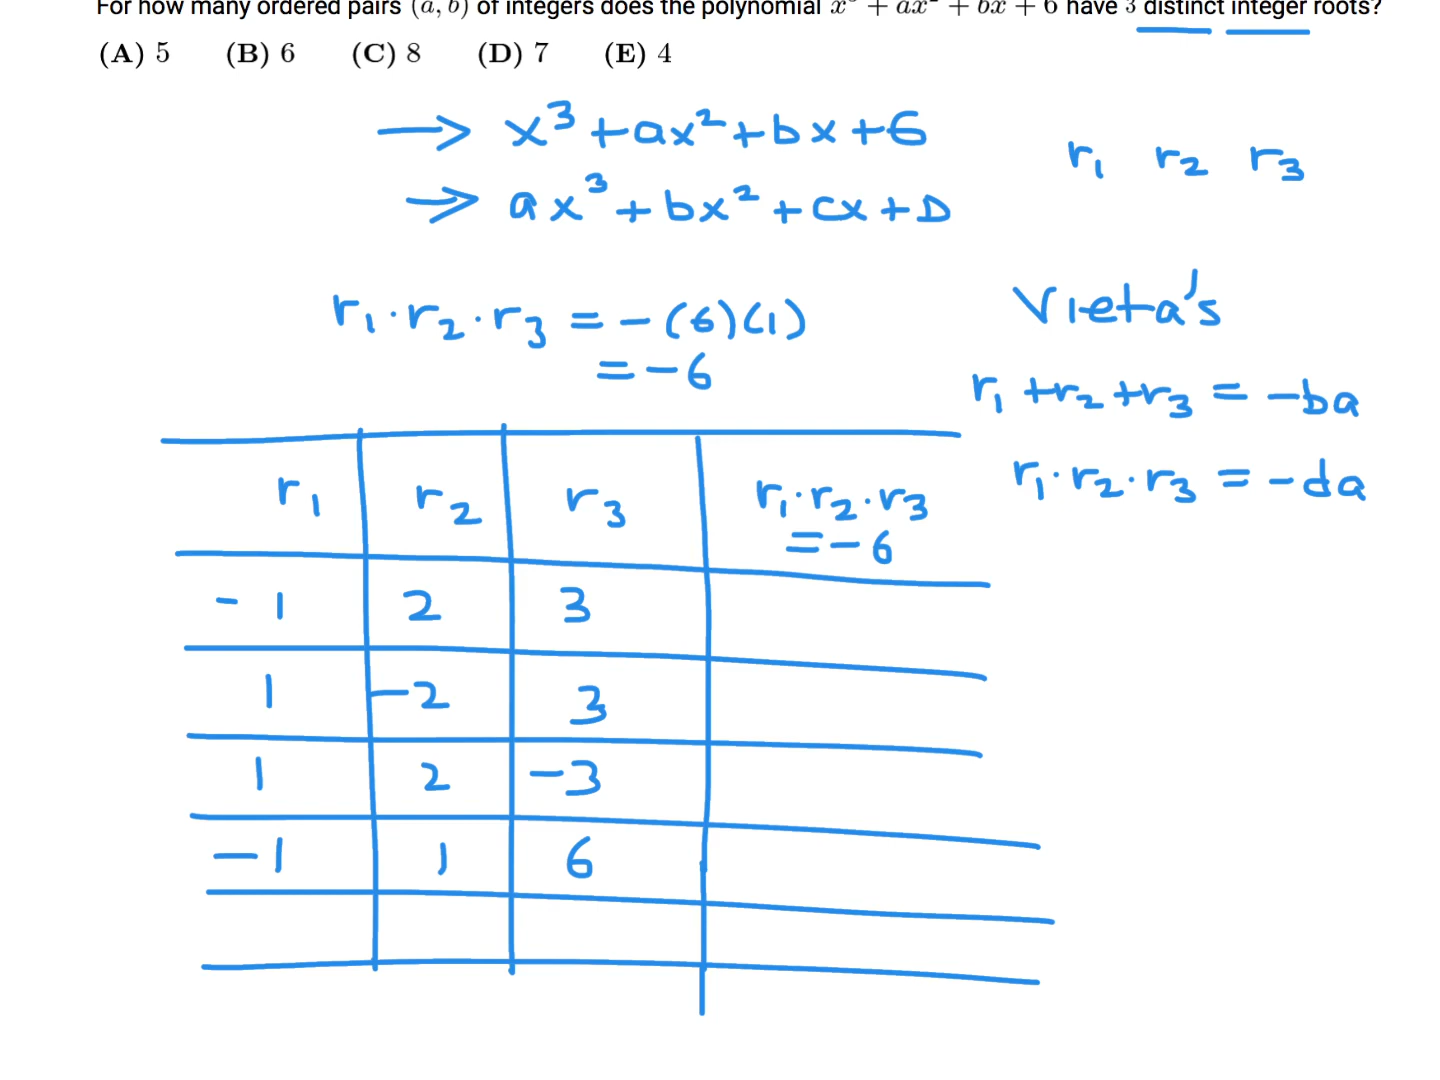 For how many ordered pairs (a, b) of integers does the polynomial x³ + ax² + bx + 6 have 3 distinct integer roots?
(A) 5 (B) 6 (C) 8 (D) 7 (E) 4
→ x³ + ax² + bx + 6
r₁ r₂ r₃
→ ax³ + bx² + cx + D
Vieta's
r₁·r₂·r₃ = -(6)(1)
= -6
r₁ + r₂ + r₃ = -ba
r₁·r₂·r₃ = -da
r₁ r₂ r₃ r₁·r₂·r₃
= -6
-1 2 3
1 -2 3
1 2 -3
-1 1 6